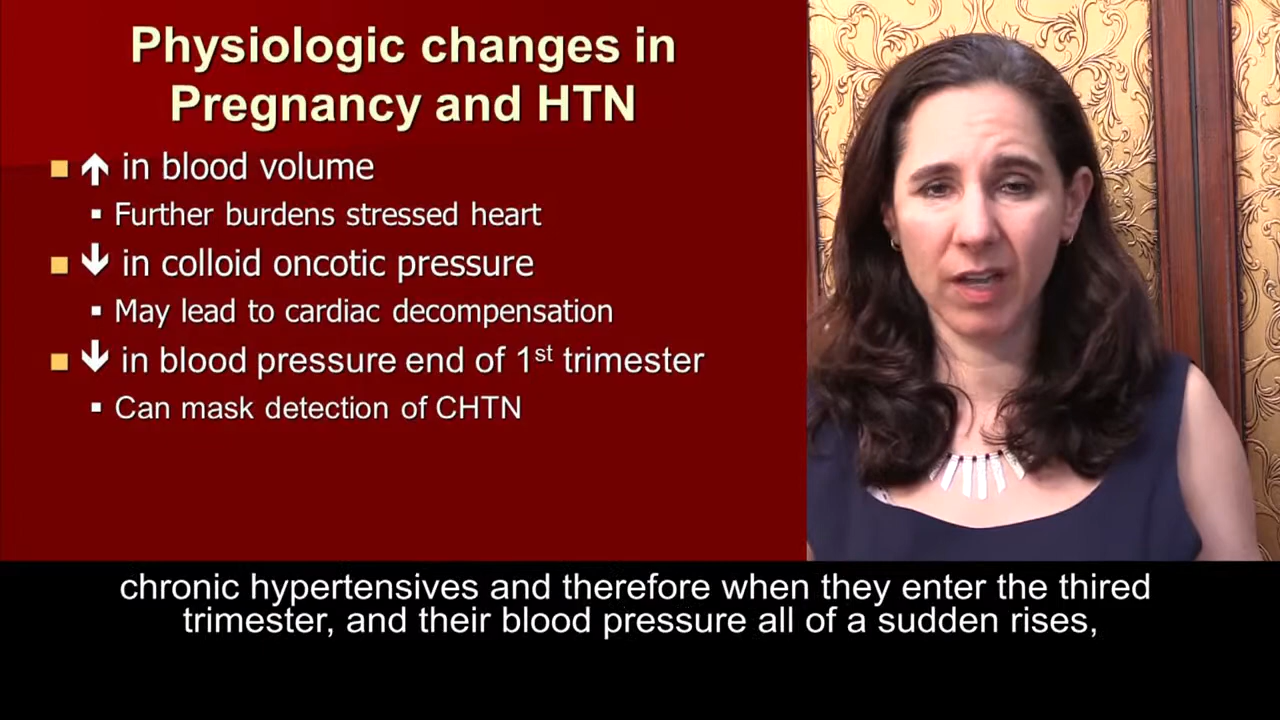 Physiologic changes in
Pregnancy and HTN
■ ↑ in blood volume
▪ Further burdens stressed heart
■ ↓ in colloid oncotic pressure
▪ May lead to cardiac decompensation
■ ↓ in blood pressure end of 1st trimester
▪ Can mask detection of CHTN
chronic hypertensives and therefore when they enter the thired
trimester, and their blood pressure all of a sudden rises,